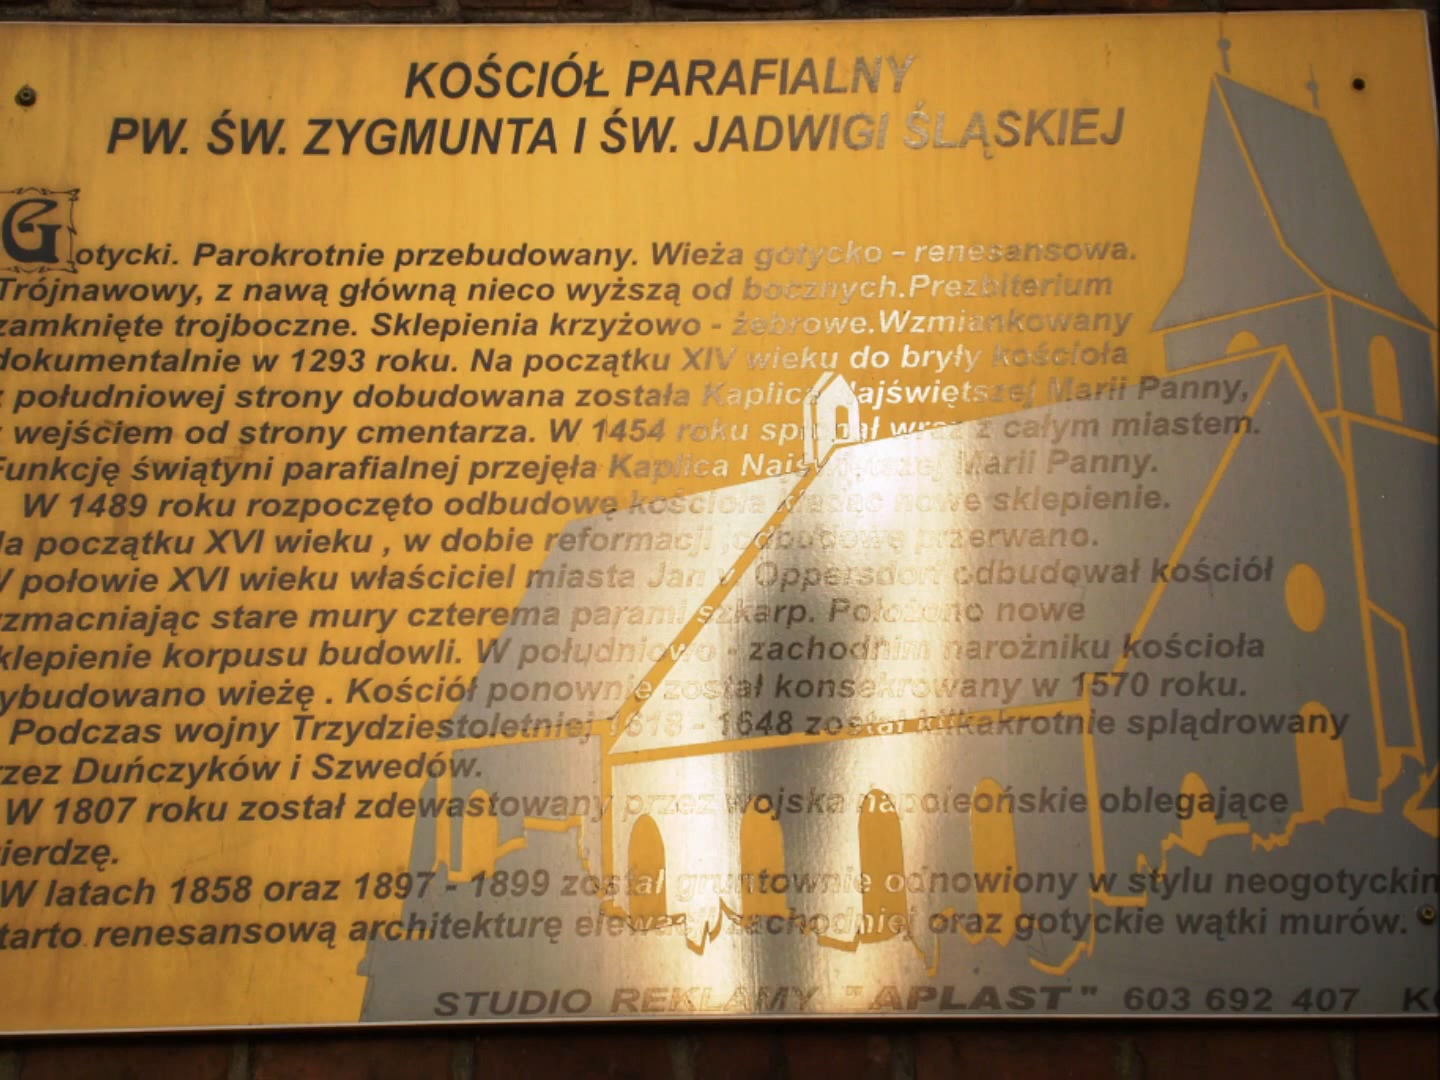 KOŚCIÓŁ PARAFIALNY
PW. ŚW. ZYGMUNTA I ŚW. JADWIGI ŚLĄSKIEJ
Gotycki. Parokrotnie przebudowany. Wieża gotycko - renesansowa.
Trójnawowy, z nawą główną nieco wyższą od bocznych.Prezbiterium
zamknięte trojboczne. Sklepienia krzyżowo - żebrowe.Wzmiankowany
dokumentalnie w 1293 roku. Na początku XIV wieku do bryły kościoła
z południowej strony dobudowana została Kaplica Najświętszej Marii Panny,
z wejściem od strony cmentarza. W 1454 roku spłonął wraz z całym miastem.
Funkcję świątyni parafialnej przejęła Kaplica Najświętszej Marii Panny.
W 1489 roku rozpoczęto odbudowę kościoła kładąc nowe sklepienie.
Na początku XVI wieku , w dobie reformacji ,odbudowę przerwano.
W połowie XVI wieku właściciel miasta Jan v. Oppersdorf odbudował kościół
wzmacniając stare mury czterema parami szkarp. Położono nowe
sklepienie korpusu budowli. W południowo - zachodnim narożniku kościoła
wybudowano wieżę . Kościół ponownie został konsekrowany w 1570 roku.
Podczas wojny Trzydziestoletniej 1618 - 1648 został kilkakrotnie splądrowany
rzez Duńczyków i Szwedów.
W 1807 roku został zdewastowany przez wojska napoleońskie oblegające
ierdzę.
W latach 1858 oraz 1897 - 1899 został gruntownie odnowiony w stylu neogotyckim
tarto renesansową architekturę elewacji zachodniej oraz gotyckie wątki murów.
STUDIO REKLAMY "APLAST" 603 692 407